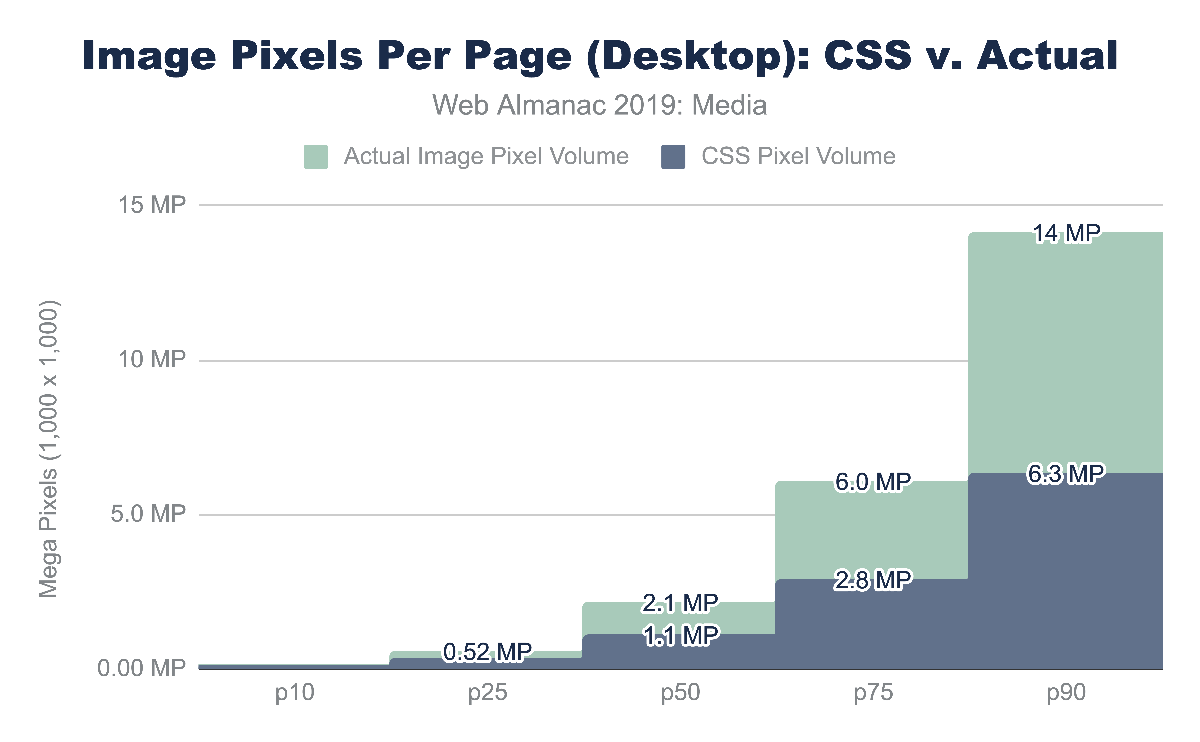 Image Pixels Per Page (Desktop): CSS v. Actual
Web Almanac 2019: Media
Actual Image Pixel Volume
CSS Pixel Volume
Mega Pixels (1,000 x 1,000)
15 MP
10 MP
5.0 MP
0.00 MP
14 MP
6.3 MP
6.0 MP
2.8 MP
2.1 MP
1.1 MP
0.52 MP
p10
p25
p50
p75
p90